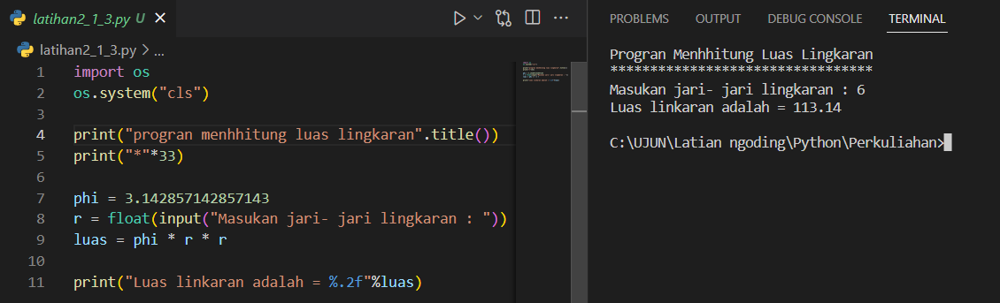 latihan2_1_3.py U
latihan2_1_3.py > ...
1 import os
2 os.system("cls")
3
4 print("progran menhhitung luas lingkaran".title())
5 print("*"*33)
6
7 phi = 3.142857142857143
8 r = float(input("Masukan jari- jari lingkaran : "))
9 luas = phi * r * r
10
11 print("Luas linkaran adalah = %.2f"%luas)
PROBLEMS OUTPUT DEBUG CONSOLE TERMINAL
Progran Menhhitung Luas Lingkaran
*********************************
Masukan jari- jari lingkaran : 6
Luas linkaran adalah = 113.14
C:\UJUN\Latian ngoding\Python\Perkuliahan>